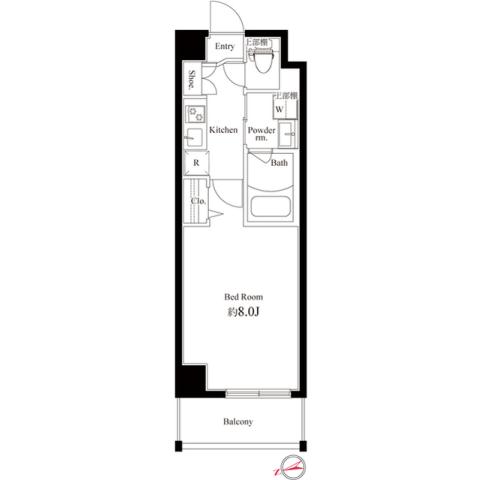 Entry
上部棚
Shoe.
上部棚
W
Kitchen
Powder
rm.
R
Bath
Clo.
Bed Room
約8.0J
Balcony